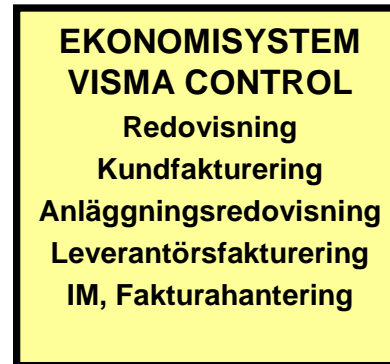 EKONOMISYSTEM
VISMA CONTROL
Redovisning
Kundfakturering
Anläggningsredovisning
Leverantörsfakturering
IM, Fakturahantering